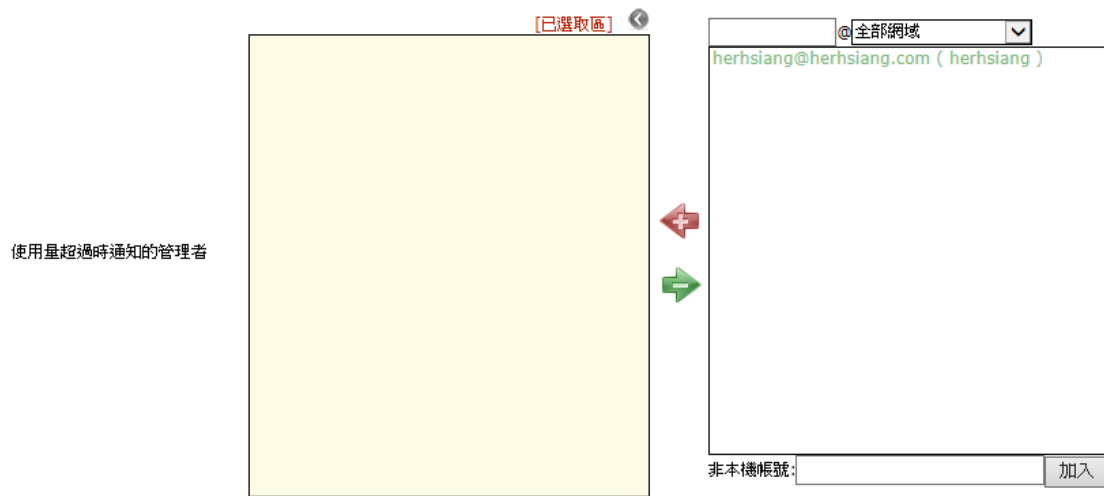 使用量超過時通知的管理者
[已選取區]
@全部網域
herhsiang@herhsiang.com ( herhsiang )
非本機帳號:
加入